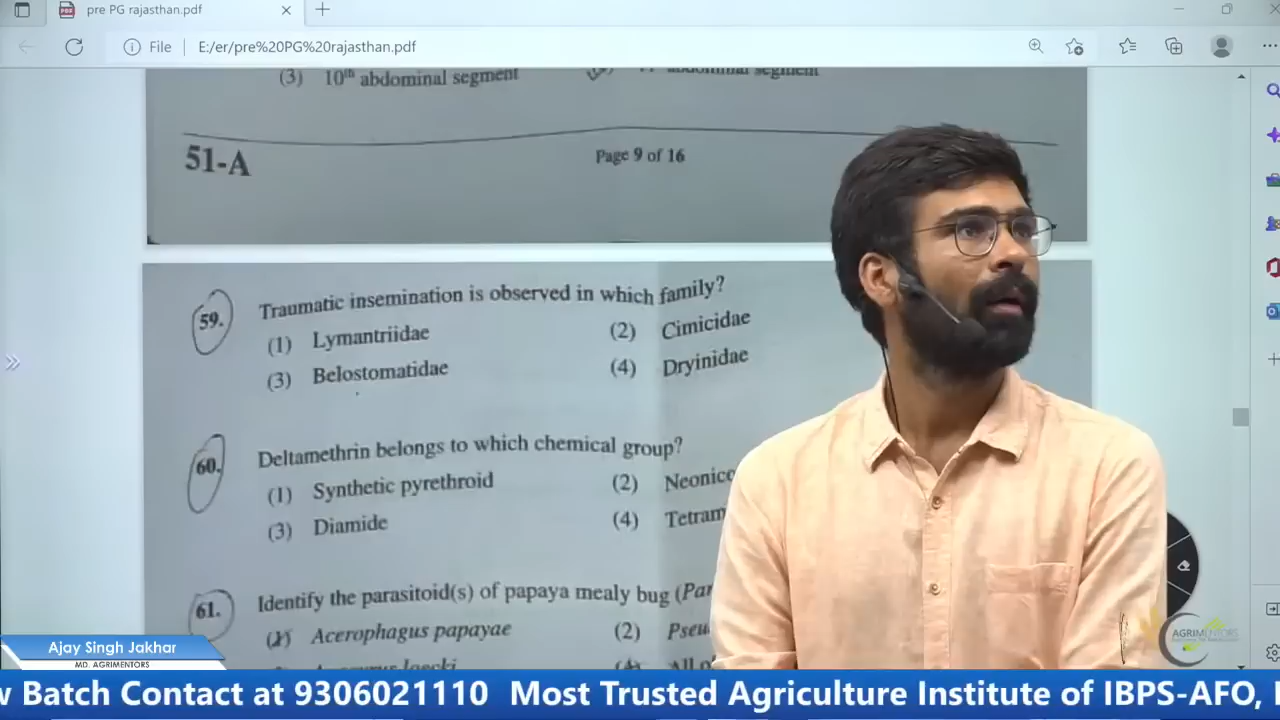 pre PG rajasthan.pdf
File
E:/er/pre%20PG%20rajasthan.pdf
(3) 10th abdominal segment
abdominal segment
51-A
Page 9 of 16
59. Traumatic insemination is observed in which family?
(1) Lymantriidae
(2) Cimicidae
(3) Belostomatidae
(4) Dryinidae
60. Deltamethrin belongs to which chemical group?
(1) Synthetic pyrethroid
(2) Neonico
(3) Diamide
(4) Tetram
61. Identify the parasitoid(s) of papaya mealy bug (Par
(1) Acerophagus papayae
(2) Pseu
Ajay Singh Jakhar
MD. AGRIMENTORS
AGRIMENTORS
w Batch Contact at 9306021110 Most Trusted Agriculture Institute of IBPS-AFO,